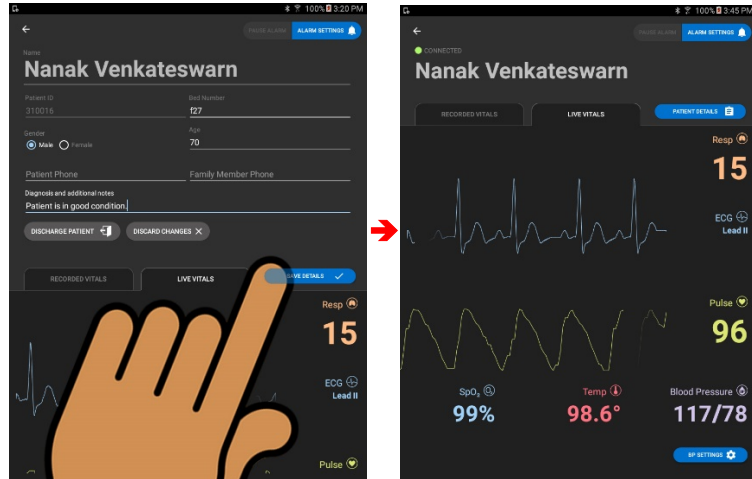 100% 3:20 PM
PAUSE ALARM ALARM SETTINGS
Name
Nanak Venkateswarn
Patient ID Bed Number
310016 f27
Gender Age
Male Female 70
Patient Phone Family Member Phone
Diagnosis and additional notes
Patient is in good condition.
DISCHARGE PATIENT DISCARD CHANGES
RECORDED VITALS LIVE VITALS SAVE DETAILS
Resp
15
ECG
Lead II
Pulse
100% 3:45 PM
PAUSE ALARM ALARM SETTINGS
CONNECTED
Nanak Venkateswarn
RECORDED VITALS LIVE VITALS PATIENT DETAILS
Resp
15
ECG
Lead II
Pulse
96
SpO₂ Temp Blood Pressure
99% 98.6° 117/78
BP SETTINGS